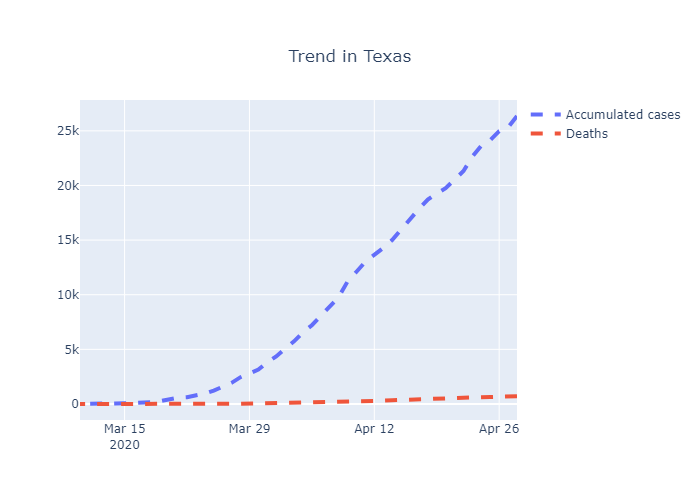 Trend in Texas
Accumulated cases
Deaths
25k
20k
15k
10k
5k
0
Mar 15
2020
Mar 29
Apr 12
Apr 26